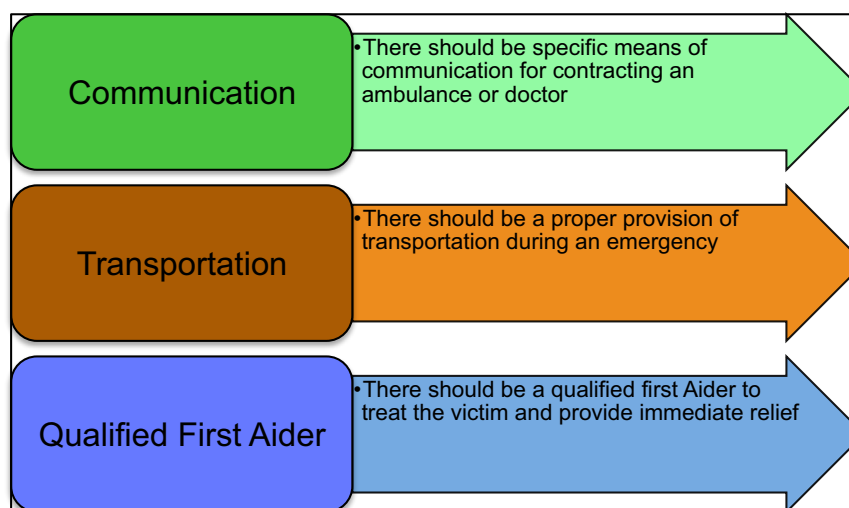 Communication
•There should be specific means of
communication for contracting an
ambulance or doctor
Transportation
•There should be a proper provision of
transportation during an emergency
Qualified First Aider
•There should be a qualified first Aider to
treat the victim and provide immediate relief